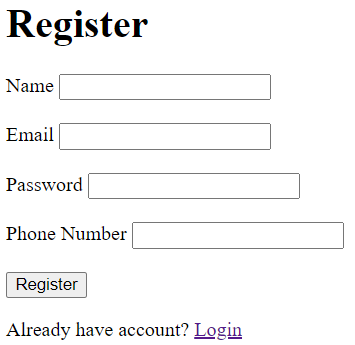 Register
Name
Email
Password
Phone Number
Register
Already have account? Login